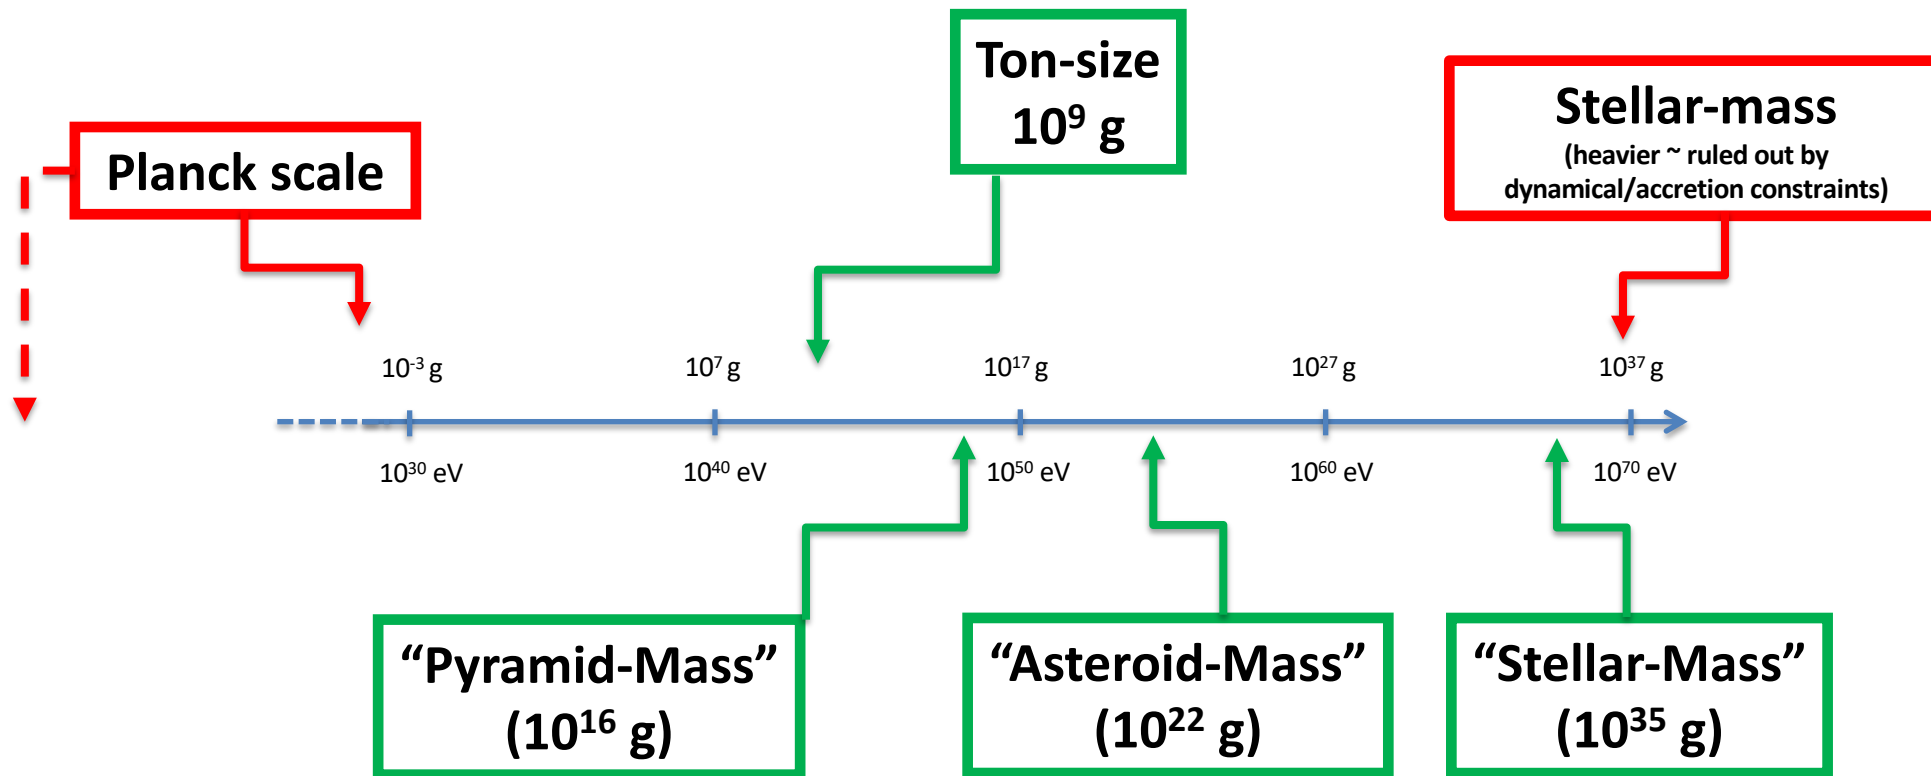 Ton-size
10⁹ g
Stellar-mass
(heavier ~ ruled out by
dynamical/accretion constraints)
Planck scale
10⁻³ g
10⁷ g
10¹⁷ g
10²⁷ g
10³⁷ g
10³⁰ eV
10⁴⁰ eV
10⁵⁰ eV
10⁶⁰ eV
10⁷⁰ eV
“Pyramid-Mass”
(10¹⁶ g)
“Asteroid-Mass”
(10²² g)
“Stellar-Mass”
(10³⁵ g)